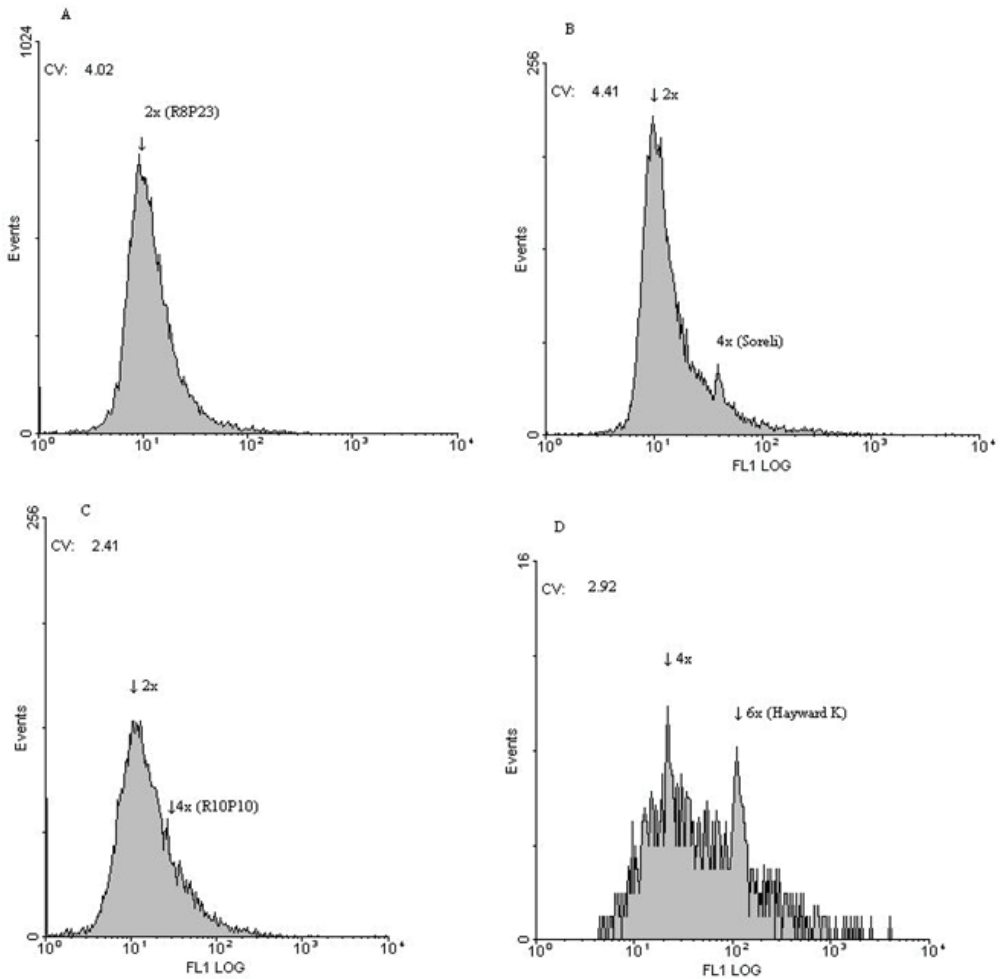 A
1024
CV: 4.02
2x (R8P23)
↓
Events
0
10⁰ 10¹ 10² 10³ 10⁴
B
256
CV: 4.41
↓ 2x
4x (Soreli)
↓
Events
0
10⁰ 10¹ 10² 10³ 10⁴
FL1 LOG
C
256
CV: 2.41
↓ 2x
↓4x (R10P10)
Events
0
10⁰ 10¹ 10² 10³ 10⁴
FL1 LOG
D
16
CV: 2.92
↓ 4x
↓ 6x (Hayward K)
Events
0
10⁰ 10¹ 10² 10³ 10⁴
FL1 LOG